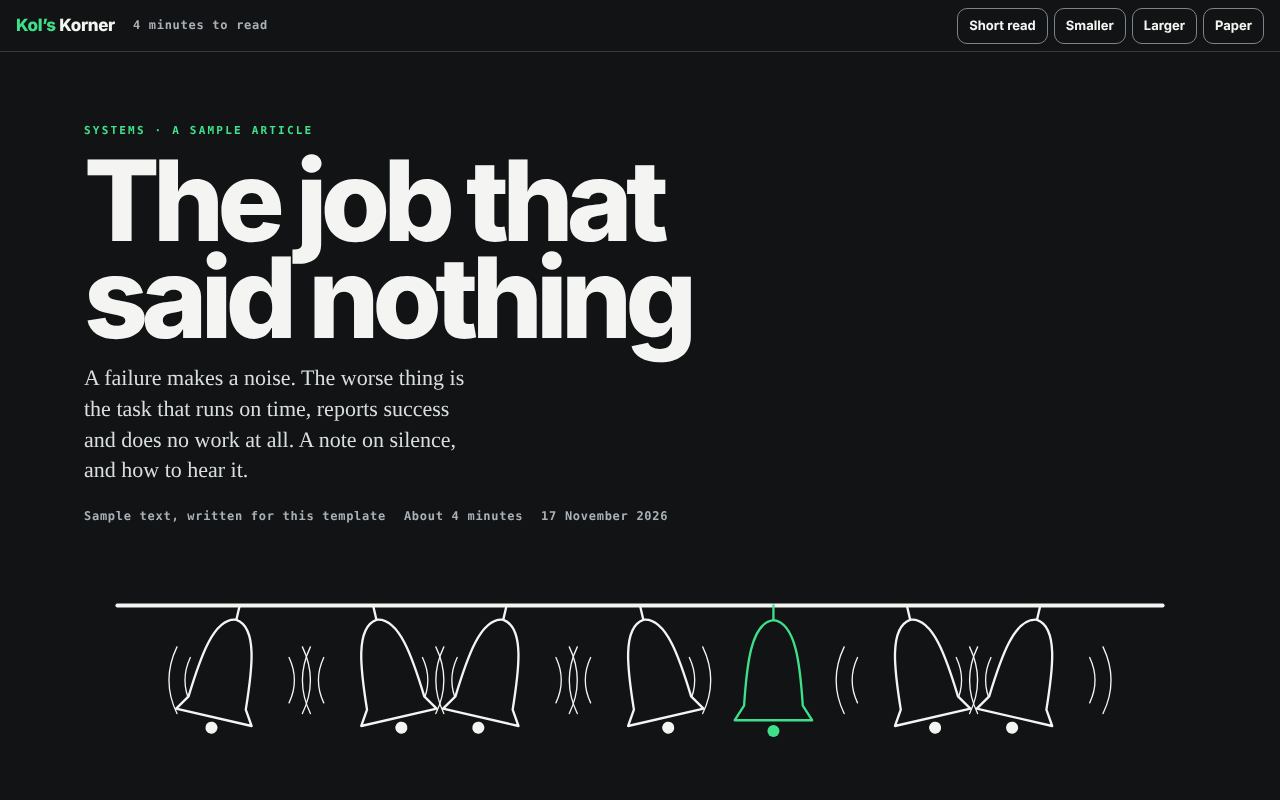 Kol's Korner
4 minutes to read
Short read
Smaller
Larger
Paper
SYSTEMS · A SAMPLE ARTICLE
The job that
said nothing
A failure makes a noise. The worse thing is
the task that runs on time, reports success
and does no work at all. A note on silence,
and how to hear it.
Sample text, written for this template About 4 minutes 17 November 2026